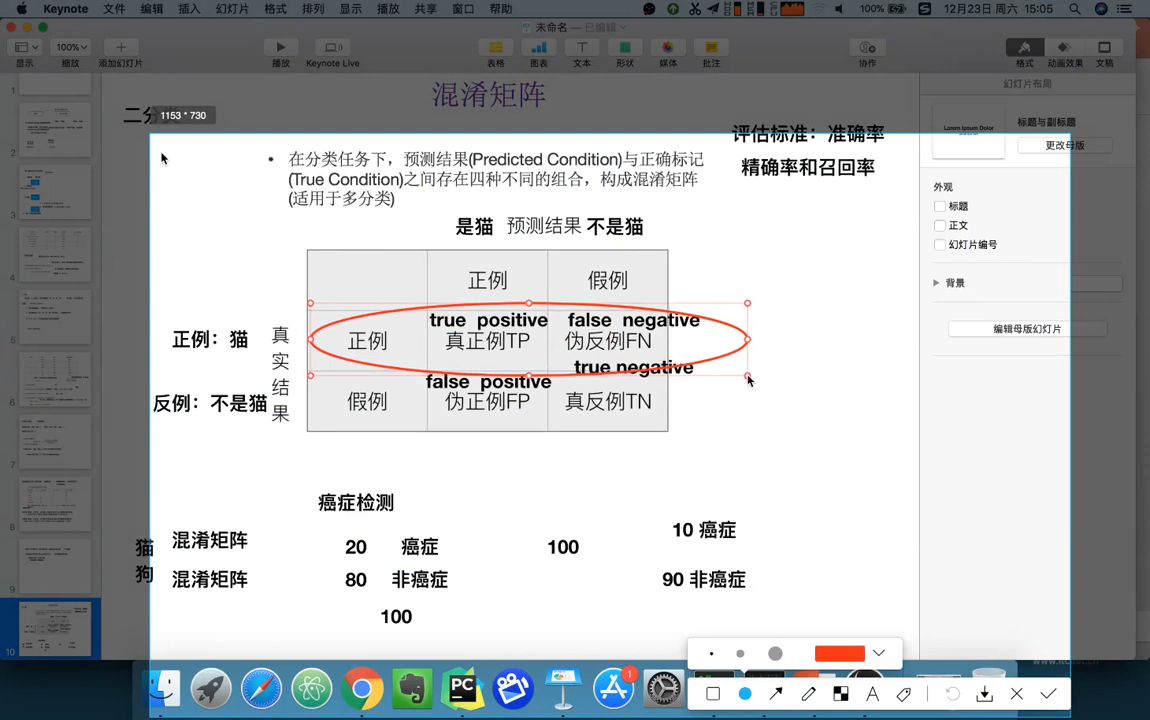 Keynote 文件 编辑 插入 幻灯片 格式 排列 显示 播放 共享 窗口 帮助
100% 12月23日 周六 15:05
未命名 — 已编辑
100%
显示 缩放 添加幻灯片 播放 Keynote Live 表格 图表 文本 形状 媒体 批注 协作 格式 动画效果 文稿
混淆矩阵
幻灯片布局
1153 * 730
评估标准：准确率
精确率和召回率
标题与副标题
更改母版
• 在分类任务下，预测结果(Predicted Condition)与正确标记
(True Condition)之间存在四种不同的组合，构成混淆矩阵
(适用于多分类)
外观
标题
正文
幻灯片编号
背景
编辑母版幻灯片
是猫 预测结果 不是猫
正例 假例
true positive false negative
正例：猫 真实结果 正例 真正例TP 伪反例FN
true negative
false positive
反例：不是猫 假例 伪正例FP 真反例TN
癌症检测
10 癌症
猫 混淆矩阵 20 癌症 100
狗 混淆矩阵 80 非癌症 90 非癌症
100
1
2
3
4
5
6
7
8
9
10
PC
1
A